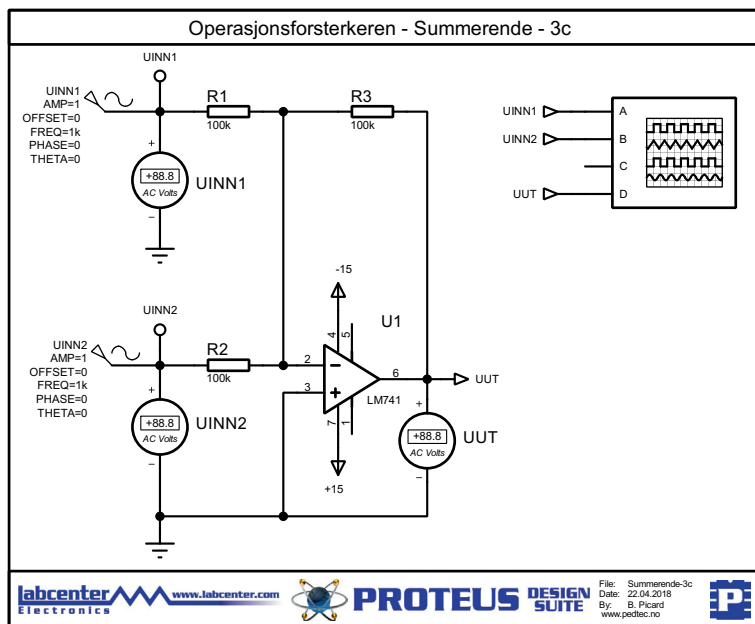 Operasjonsforsterkeren - Summerende - 3c
UINN1
UINN1
AMP=1
OFFSET=0
FREQ=1k
PHASE=0
THETA=0
R1
100k
R3
100k
+
+88.8
AC Volts
−
UINN1
UINN1
UINN2
UUT
A
B
C
D
UINN2
UINN2
AMP=1
OFFSET=0
FREQ=1k
PHASE=0
THETA=0
R2
100k
-15
U1
4
5
2
3
6
7
1
LM741
+15
UUT
+
+88.8
AC Volts
−
UINN2
+
+88.8
AC Volts
−
UUT
labcenter
Electronics
www.labcenter.com
PROTEUS
DESIGN
SUITE
File: Summerende-3c
Date: 22.04.2018
By: B. Picard
www.pedtec.no
P